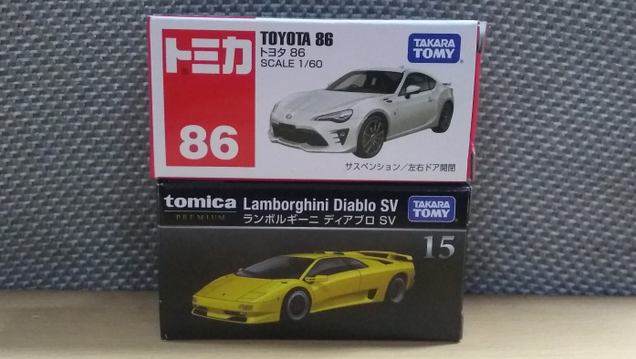 トミカ
86
TOYOTA 86
トヨタ 86
SCALE 1/60
TAKARA TOMY
サスペンション/左右ドア開閉
tomica
PREMIUM
Lamborghini Diablo SV
ランボルギーニ ディアブロ SV
TAKARA TOMY
15